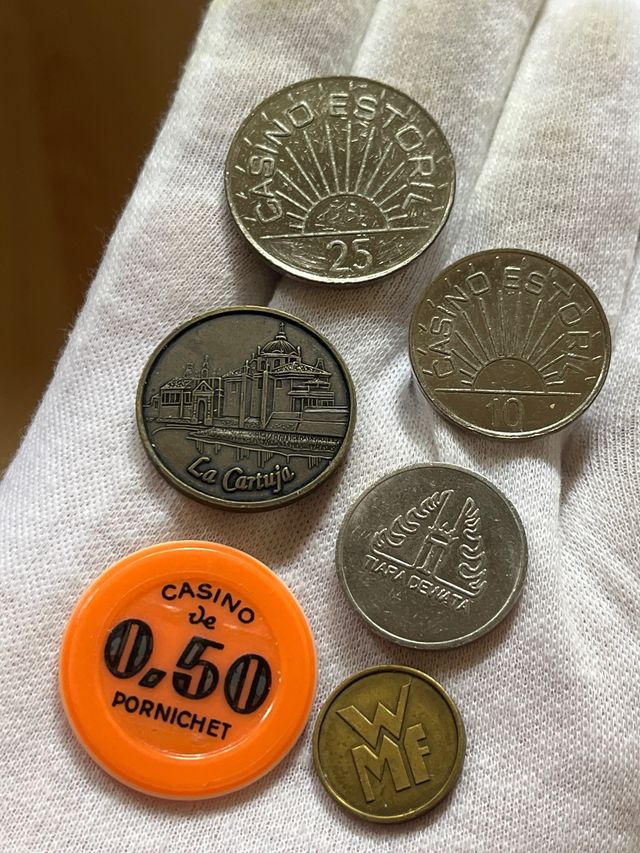 CASINO ESTORIL
25
CASINO ESTORIL
10
La Cartuja
TIARA DEWATA
CASINO
de
0,50
PORNICHET
WMF